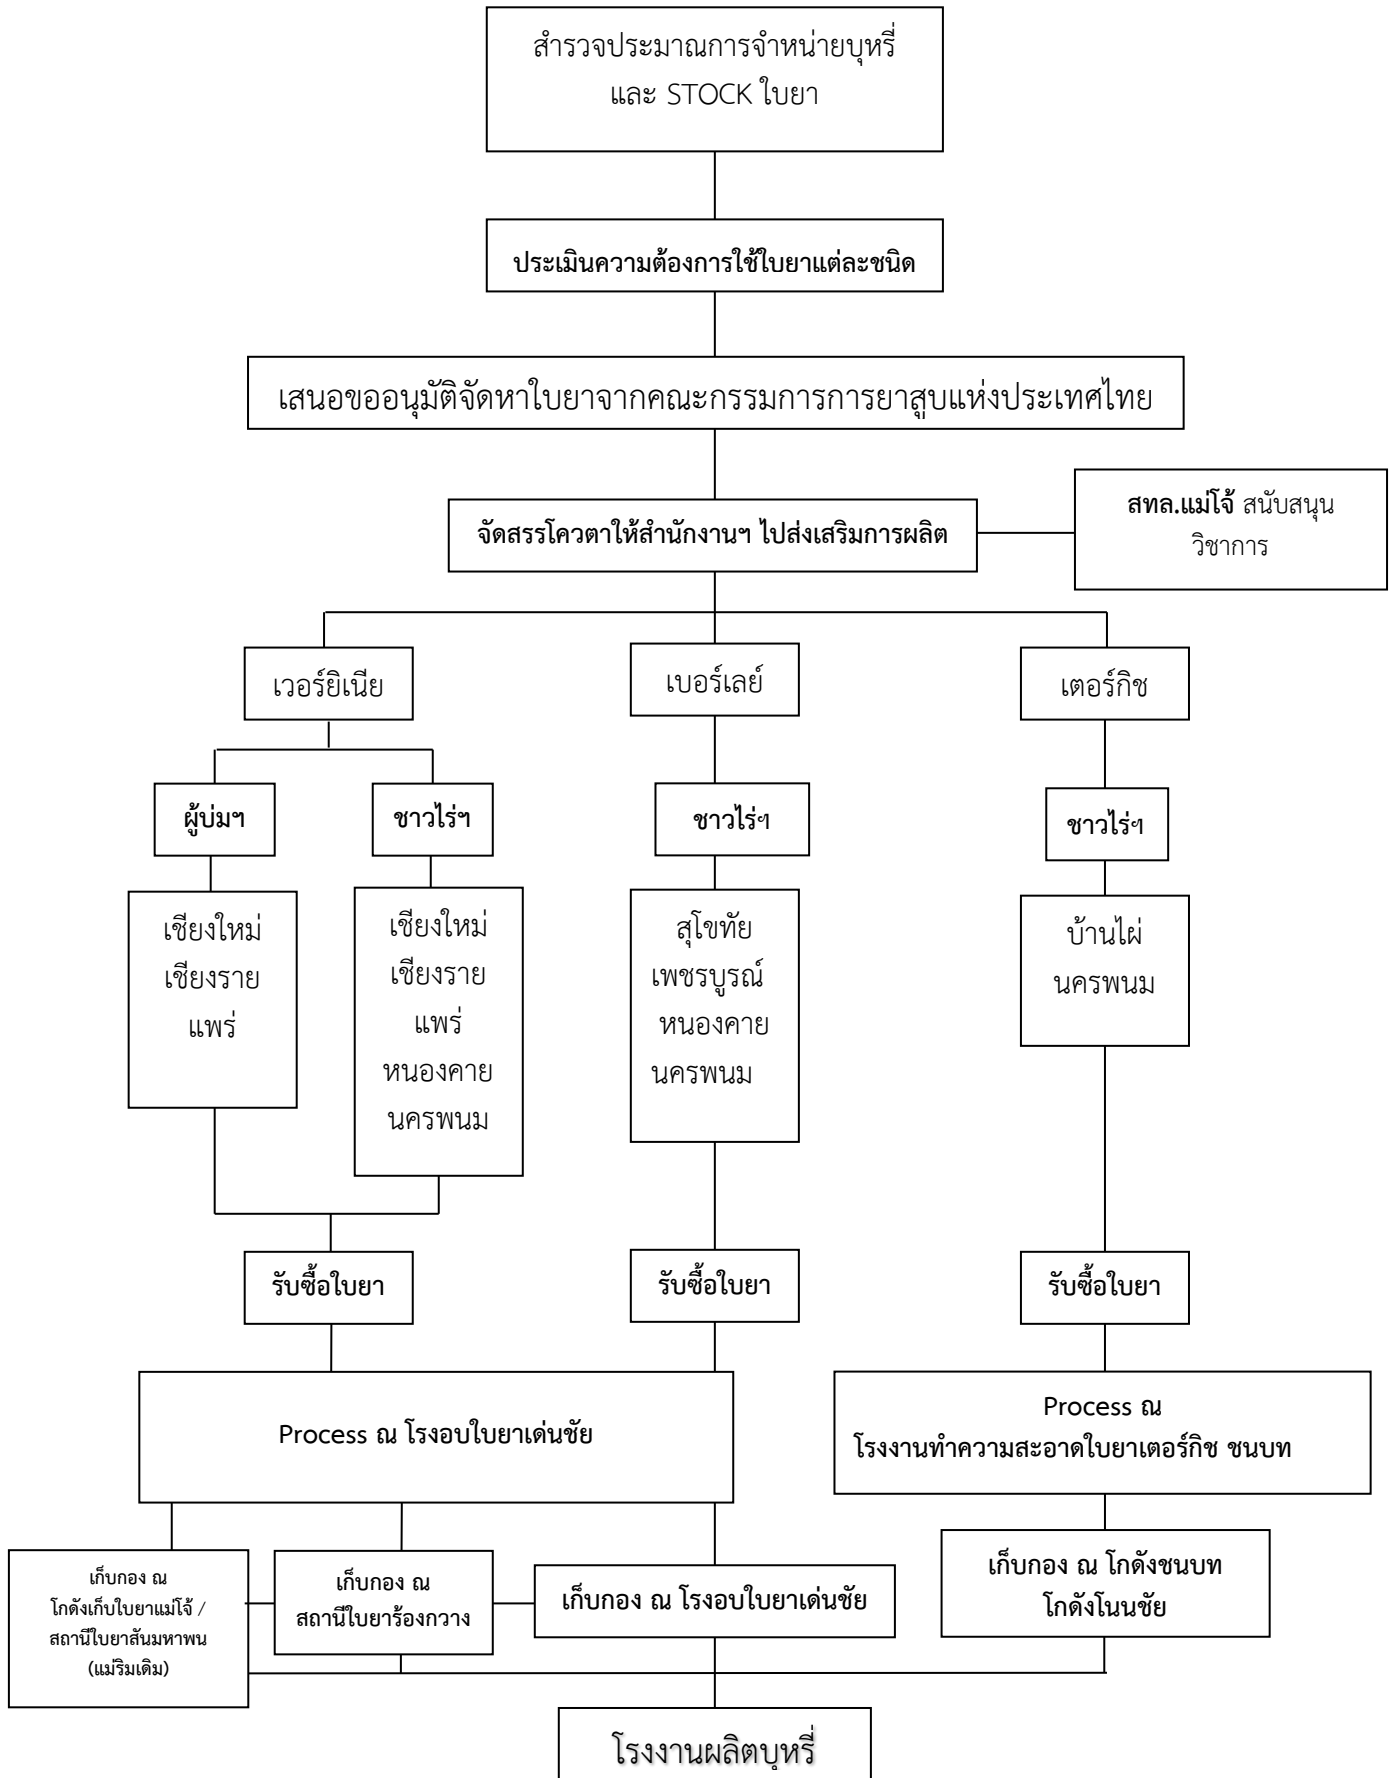 สำรวจประมาณการจำหน่ายบุหรี่
และ STOCK ใบยา
ประเมินความต้องการใช้ใบยาแต่ละชนิด
เสนอขออนุมัติจัดหาใบยาจากคณะกรรมการการยาสูบแห่งประเทศไทย
จัดสรรโควตาให้สำนักงานฯ ไปส่งเสริมการผลิต
สทล.แม่โจ้ สนับสนุน
วิชาการ
เวอร์ยิเนีย
เบอร์เลย์
เตอร์กิช
ผู้บ่มฯ
ชาวไร่ฯ
ชาวไร่ฯ
ชาวไร่ฯ
เชียงใหม่
เชียงราย
แพร่
เชียงใหม่
เชียงราย
แพร่
หนองคาย
นครพนม
สุโขทัย
เพชรบูรณ์
หนองคาย
นครพนม
บ้านไผ่
นครพนม
รับซื้อใบยา
รับซื้อใบยา
รับซื้อใบยา
Process ณ โรงอบใบยาเด่นชัย
Process ณ
โรงงานทำความสะอาดใบยาเตอร์กิช ชนบท
เก็บกอง ณ
โกดังเก็บใบยาแม่โจ้ /
สถานีใบยาสันมหาพน
(แม่ริมเดิม)
เก็บกอง ณ
สถานีใบยาร้องกวาง
เก็บกอง ณ โรงอบใบยาเด่นชัย
เก็บกอง ณ โกดังชนบท
โกดังโนนชัย
โรงงานผลิตบุหรี่